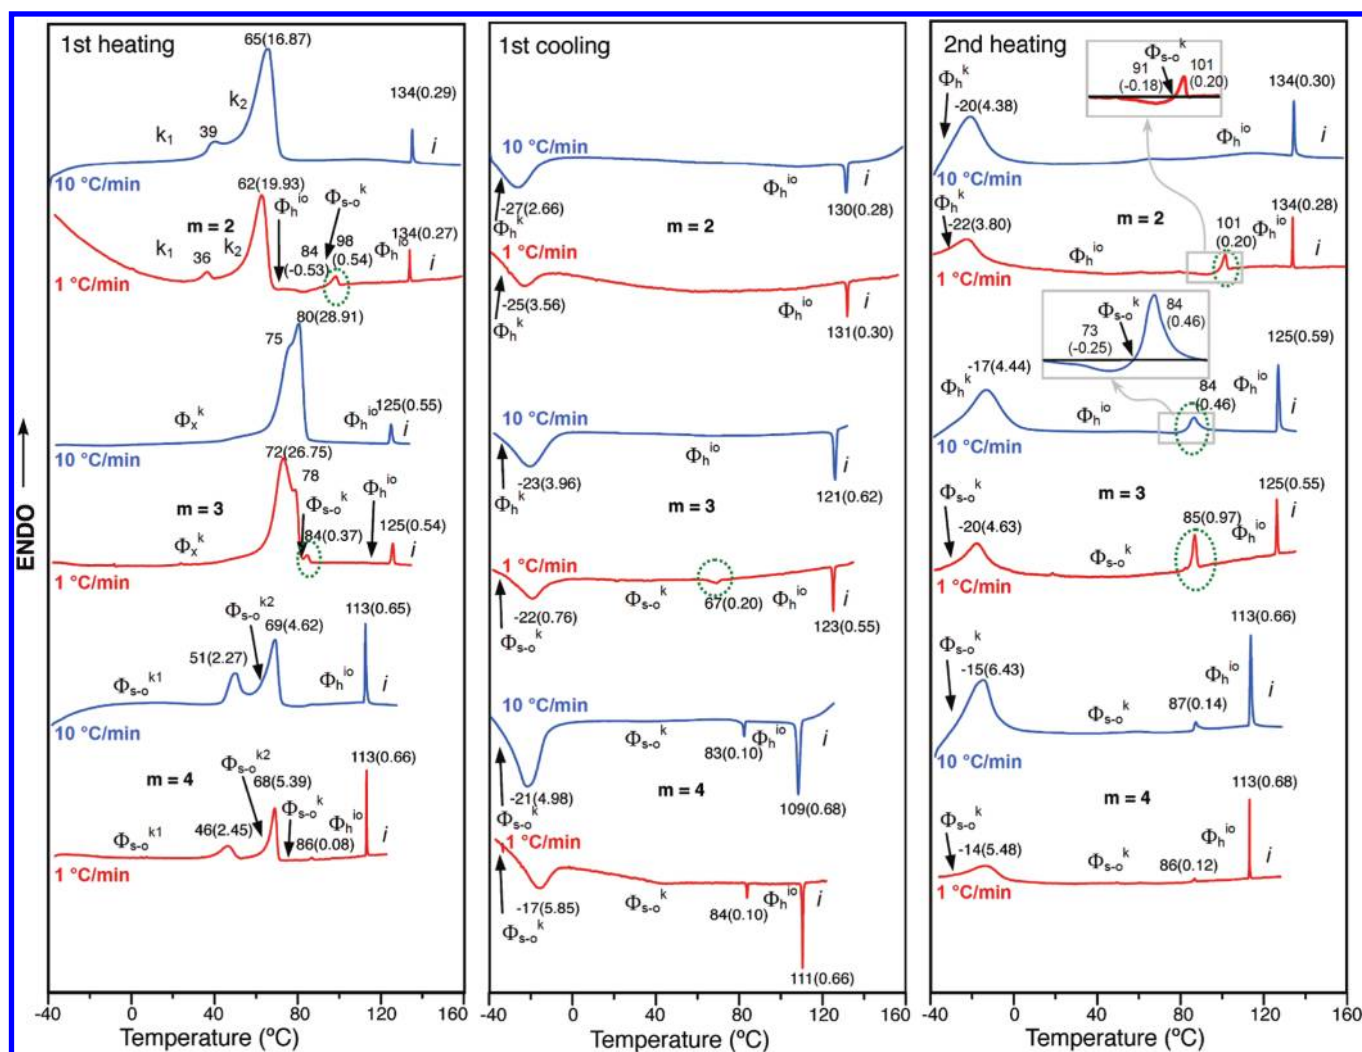 1st heating
65(16.87)
134(0.29)
k2
39
k1
i
10 °C/min
62(19.93)
Φh^io
Φs-o^k
m = 2
k1
k2
84
(-0.53)
98
(0.54)
134(0.27)
Φh^io
36
i
1 °C/min
80(28.91)
75
Φx^k
Φh^io
125(0.55)
i
10 °C/min
72(26.75)
78
Φs-o^k
Φh^io
m = 3
84(0.37)
125(0.54)
Φx^k
i
1 °C/min
Φs-o^k2
113(0.65)
69(4.62)
51(2.27)
Φs-o^k1
Φh^io
i
10 °C/min
Φs-o^k2
113(0.66)
m = 4
68(5.39)
Φs-o^k
46(2.45)
86(0.08)
Φh^io
Φs-o^k1
i
1 °C/min
ENDO →
-40 0 40 80 120 160
Temperature (ºC)
1st cooling
10 °C/min
Φh^io
i
-27(2.66)
130(0.28)
Φh^k
m = 2
1 °C/min
-25(3.56)
Φh^io
i
131(0.30)
Φh^k
10 °C/min
Φh^io
i
-23(3.96)
121(0.62)
Φh^k
m = 3
1 °C/min
Φs-o^k
67(0.20)
Φh^io
i
-22(0.76)
123(0.55)
Φs-o^k
10 °C/min
Φs-o^k
83(0.10)
Φh^io
i
-21(4.98)
m = 4
109(0.68)
Φs-o^k
1 °C/min
Φs-o^k
Φh^io
i
-17(5.85)
84(0.10)
Φs-o^k
111(0.66)
-40 0 40 80 120 160
Temperature (ºC)
2nd heating
Φs-o^k
91
(-0.18)
101
(0.20)
Φh^k
-20(4.38)
134(0.30)
Φh^io
i
10 °C/min
Φh^k
-22(3.80)
m = 2
101
(0.20)
134(0.28)
Φh^io
Φh^io
i
1 °C/min
Φs-o^k
73
(-0.25)
84
(0.46)
125(0.59)
-17(4.44)
Φh^k
84
(0.46)
Φh^io
Φh^io
i
10 °C/min
Φs-o^k
m = 3
125(0.55)
-20(4.63)
85(0.97)
Φh^io
Φs-o^k
i
1 °C/min
113(0.66)
Φs-o^k
-15(6.43)
Φh^io
Φs-o^k
87(0.14)
i
10 °C/min
m = 4
113(0.68)
Φs-o^k
-14(5.48)
Φh^io
Φs-o^k
86(0.12)
i
1 °C/min
-40 0 40 80 120 160
Temperature (ºC)